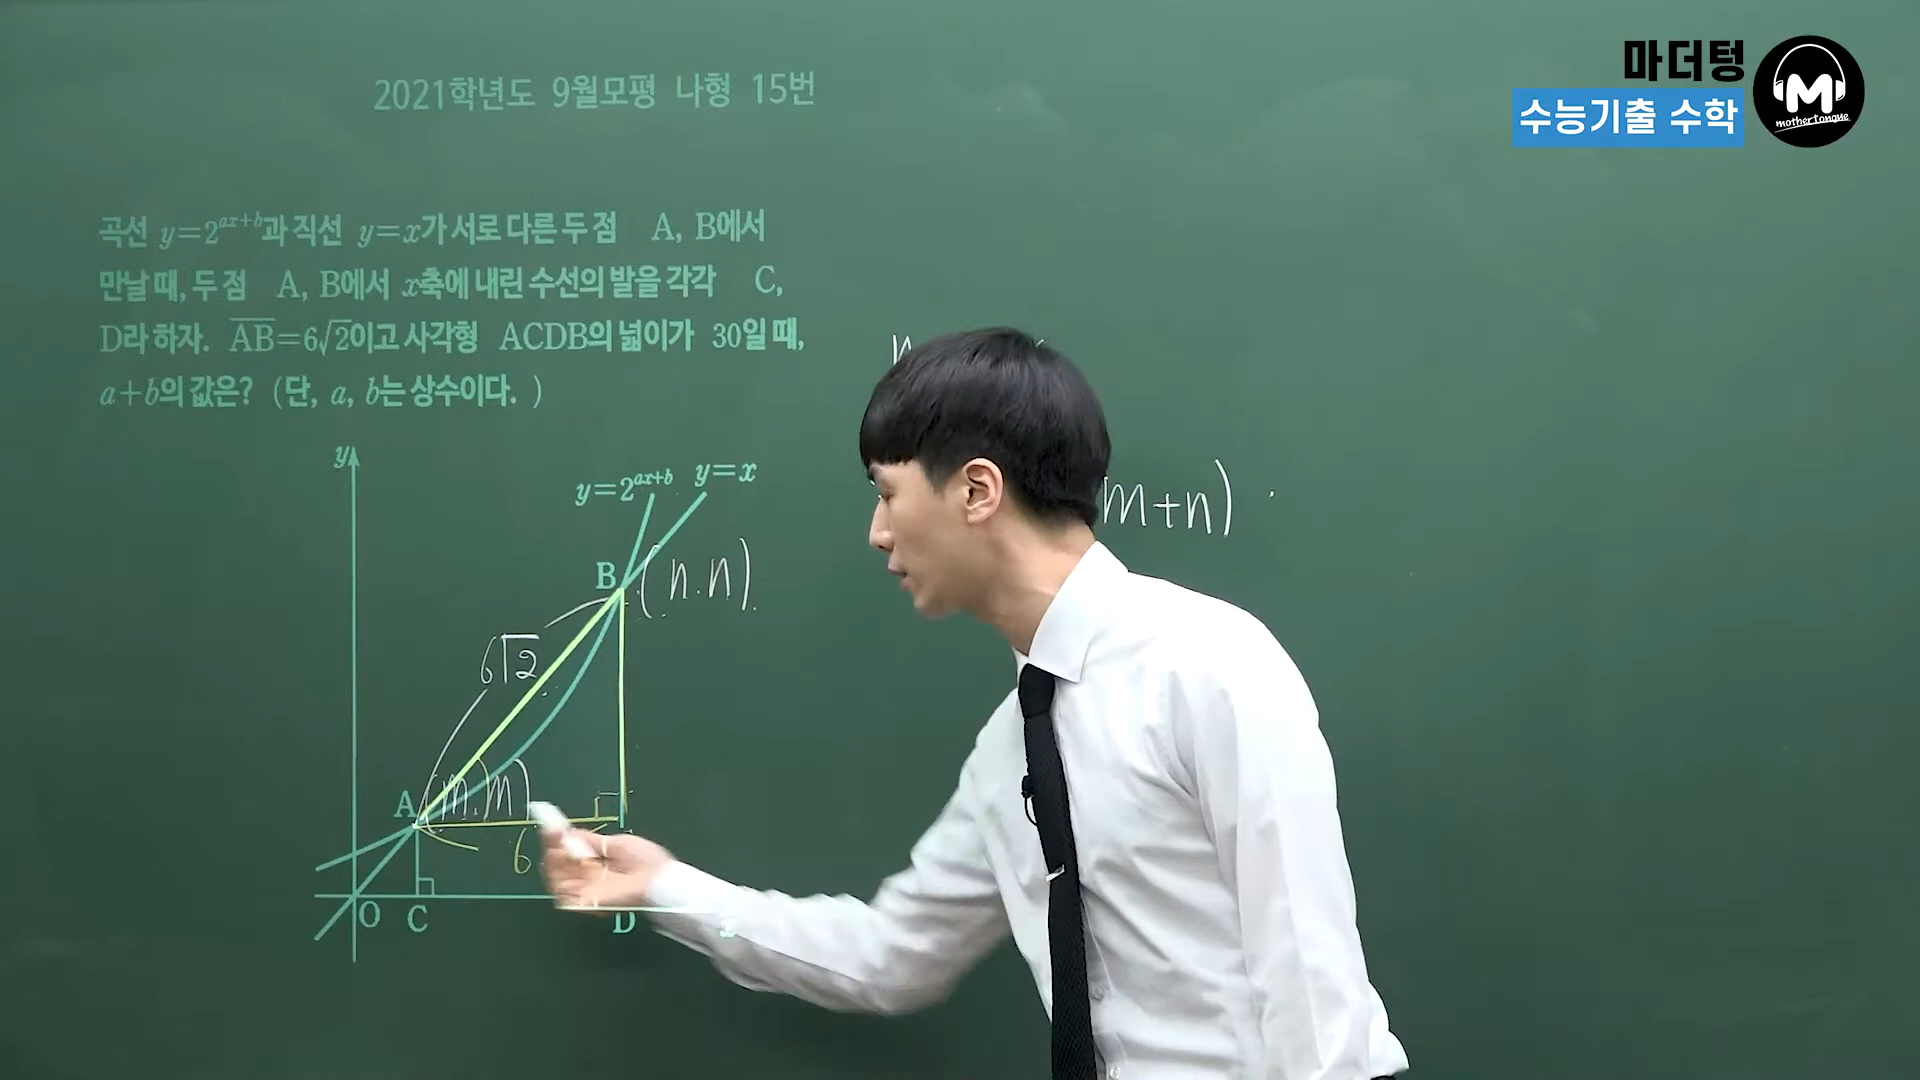 마더텅
수능기출 수학
M
mothertongue
2021학년도 9월모평 나형 15번
곡선 y=2^{ax+b}과 직선 y=x가 서로 다른 두 점 A, B에서
만날 때, 두 점 A, B에서 x축에 내린 수선의 발을 각각 C,
D라 하자. \overline{AB}=6√2이고 사각형 ACDB의 넓이가 30일 때,
a+b의 값은? (단, a, b는 상수이다. )
y
y=2^{ax+b} y=x
m+n)
B (n.n)
6√2
A (m.m)
6
O C D x